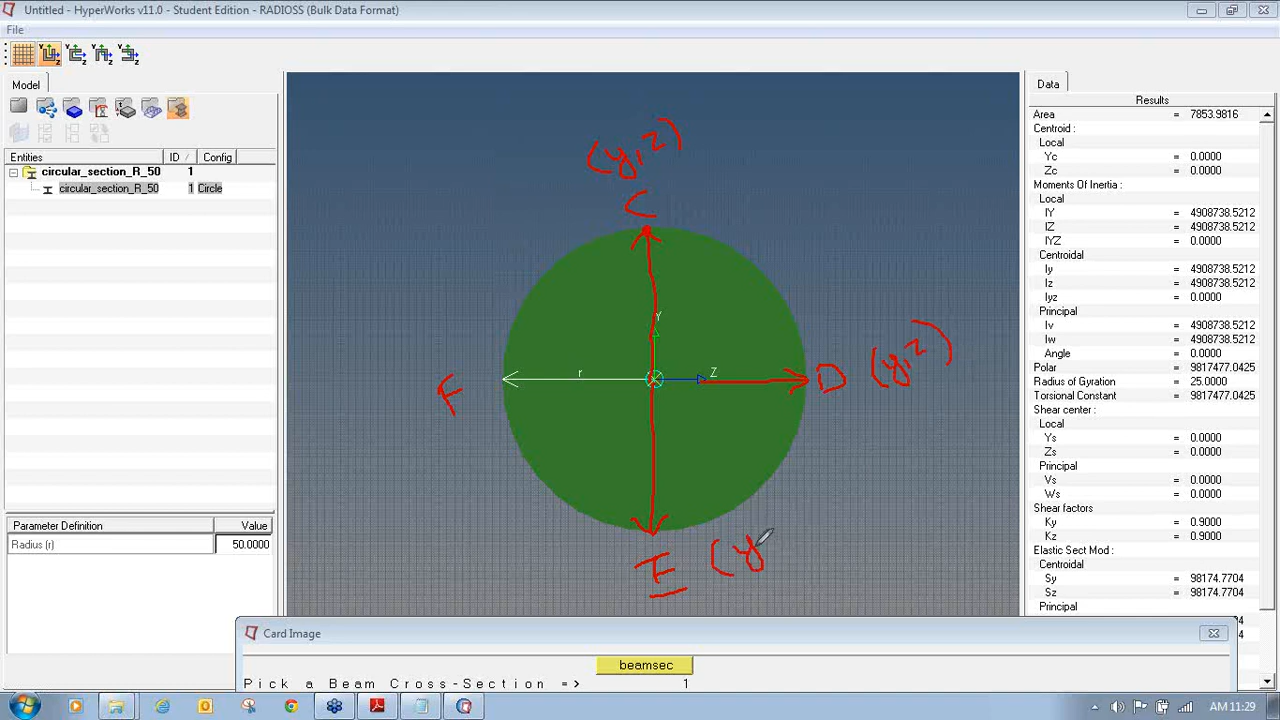 Untitled - HyperWorks v11.0 - Student Edition - RADIOSS (Bulk Data Format)
File
Model
Entities ID / Config
circular_section_R_50 1
circular_section_R_50 1 Circle
Parameter Definition Value
Radius (r) 50.0000
(y,z)
C
Y
r Z
F
D (y,z)
E (y
Data
Results
Area = 7853.9816
Centroid :
Local
Yc = 0.0000
Zc = 0.0000
Moments Of Inertia :
Local
IY = 4908738.5212
IZ = 4908738.5212
IYZ = 0.0000
Centroidal
Iy = 4908738.5212
Iz = 4908738.5212
Iyz = 0.0000
Principal
Iv = 4908738.5212
Iw = 4908738.5212
Angle = 0.0000
Polar = 9817477.0425
Radius of Gyration = 25.0000
Torsional Constant = 9817477.0425
Shear center :
Local
Ys = 0.0000
Zs = 0.0000
Principal
Vs = 0.0000
Ws = 0.0000
Shear factors
Ky = 0.9000
Kz = 0.9000
Elastic Sect Mod :
Centroidal
Sy = 98174.7704
Sz = 98174.7704
Principal
Card Image
beamsec
Pick a Beam Cross-Section => 1
AM 11:29